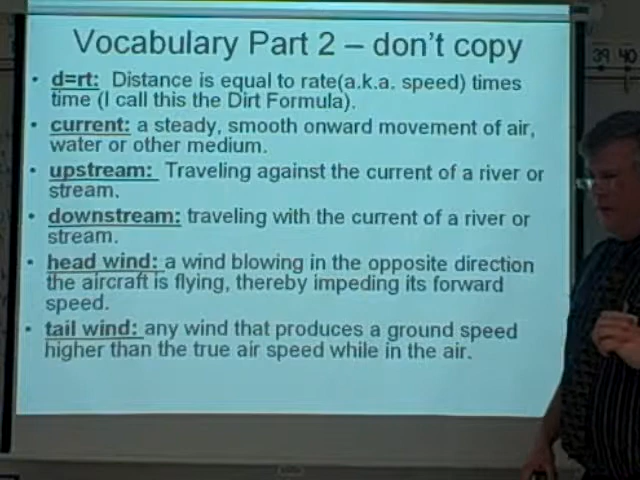 Vocabulary Part 2 – don't copy
• d=rt: Distance is equal to rate(a.k.a. speed) times
time (I call this the Dirt Formula).
• current: a steady, smooth onward movement of air,
water or other medium.
• upstream: Traveling against the current of a river or
stream.
• downstream: traveling with the current of a river or
stream.
• head wind: a wind blowing in the opposite direction
the aircraft is flying, thereby impeding its forward
speed.
• tail wind: any wind that produces a ground speed
higher than the true air speed while in the air.
39 40